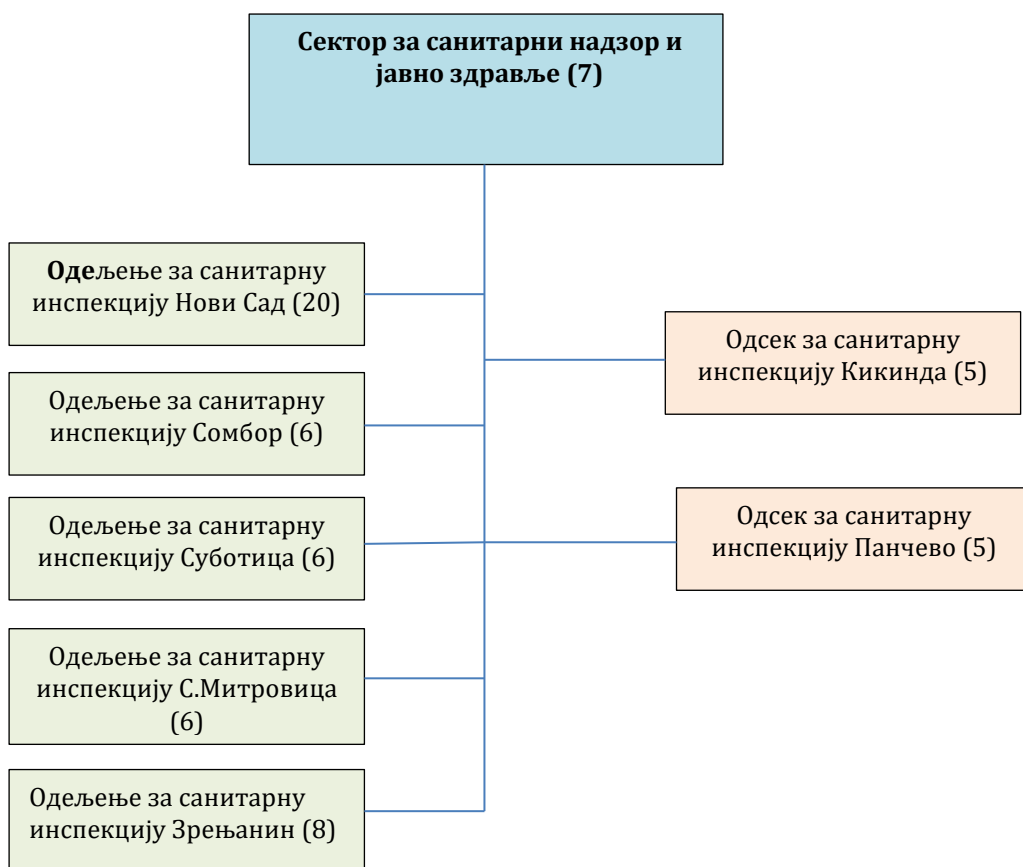 Сектор за санитарни надзор и
јавно здравље (7)
Одељење за санитарну
инспекцију Нови Сад (20)
Одсек за санитарну
инспекцију Кикинда (5)
Одељење за санитарну
инспекцију Сомбор (6)
Одељење за санитарну
инспекцију Суботица (6)
Одсек за санитарну
инспекцију Панчево (5)
Одељење за санитарну
инспекцију С.Митровица
(6)
Одељење за санитарну
инспекцију Зрењанин (8)